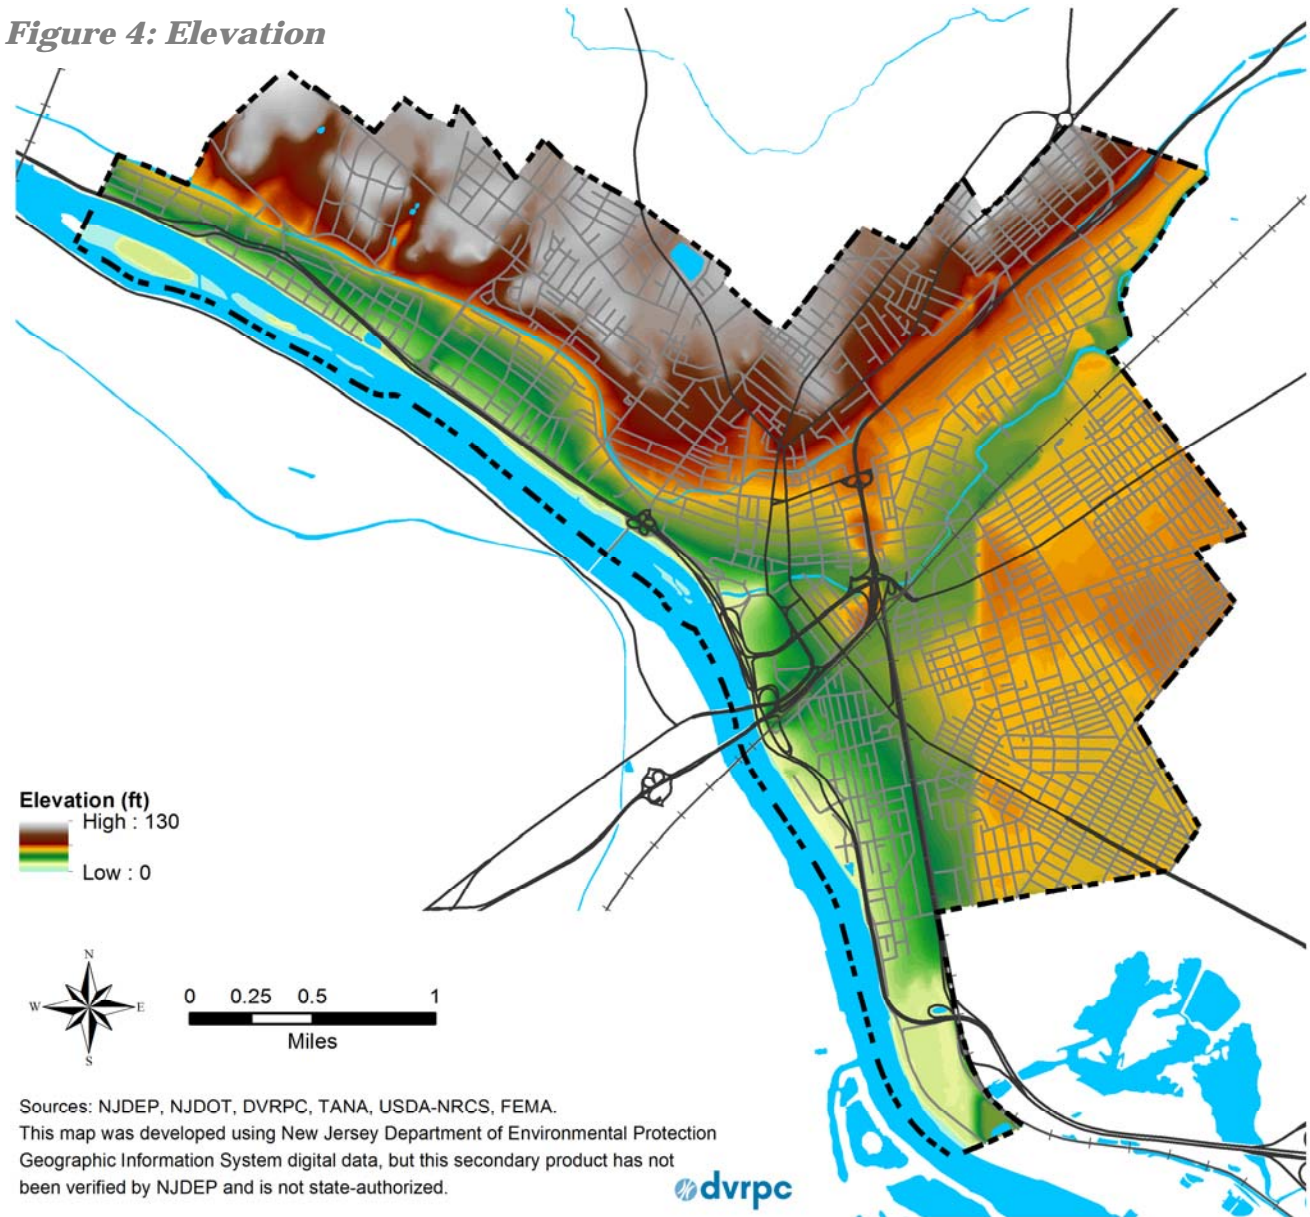 Figure 4: Elevation
Elevation (ft)
High : 130
Low : 0
N
W E
S
0 0.25 0.5 1
Miles
Sources: NJDEP, NJDOT, DVRPC, TANA, USDA-NRCS, FEMA.
This map was developed using New Jersey Department of Environmental Protection
Geographic Information System digital data, but this secondary product has not
been verified by NJDEP and is not state-authorized.
dvrpc